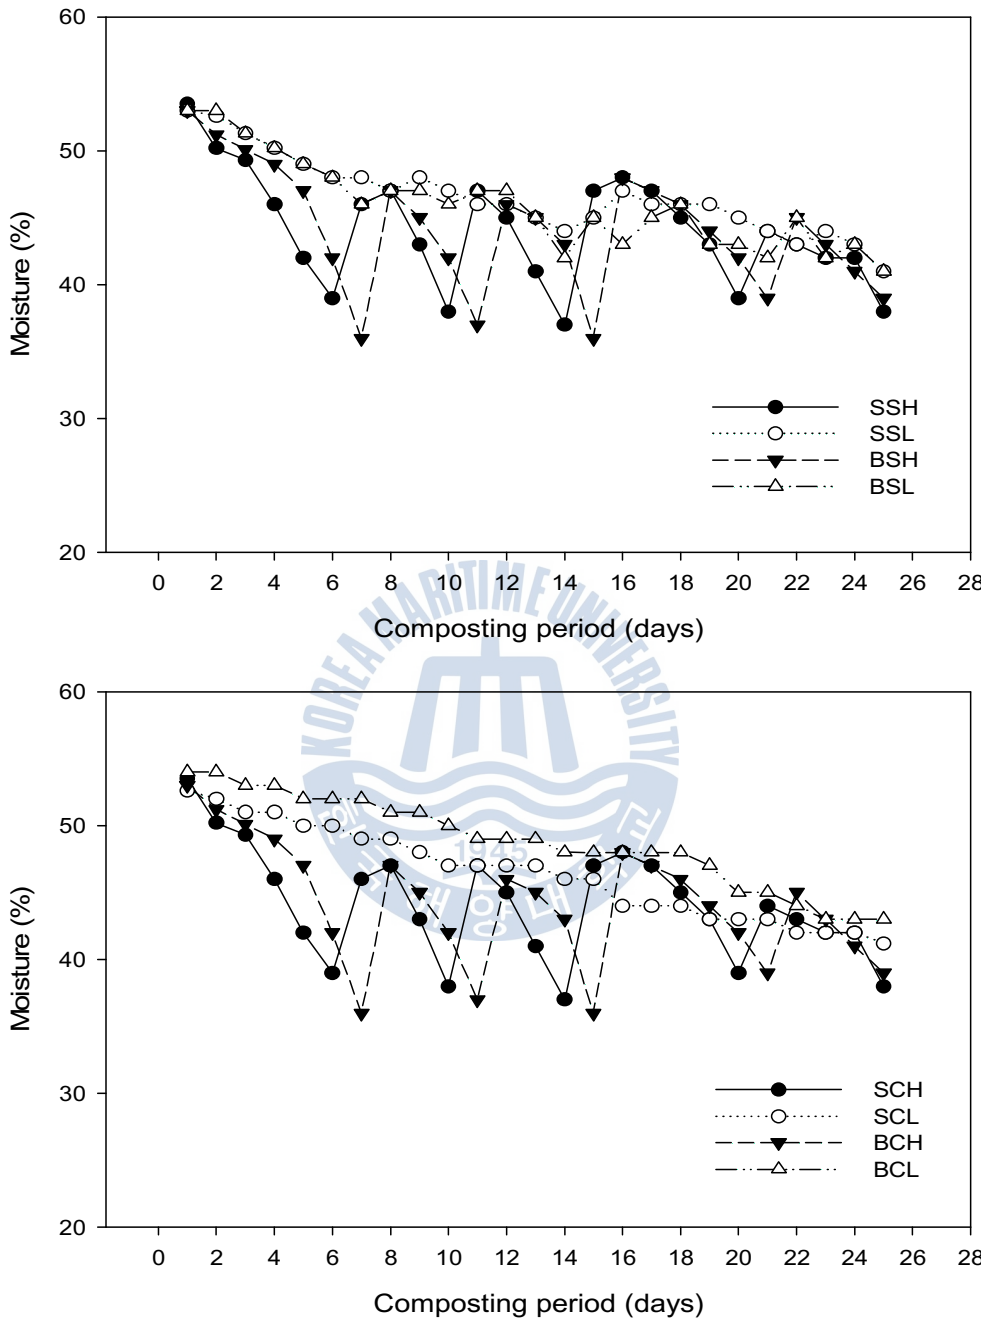 60
50
40
30
20
Moisture (%)
SSH
SSL
BSH
BSL
0 2 4 6 8 10 12 14 16 18 20 22 24 26 28
Composting period (days)
KOREA MARITIME UNIVERSITY
1945
60
50
40
30
20
Moisture (%)
SCH
SCL
BCH
BCL
0 2 4 6 8 10 12 14 16 18 20 22 24 26 28
Composting period (days)